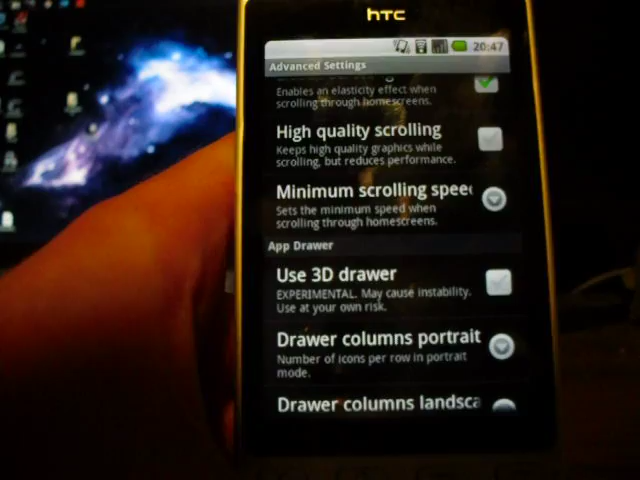 hTC
20:47
Advanced Settings
Enables an elasticity effect when
scrolling through homescreens.
High quality scrolling
Keeps high quality graphics while
scrolling, but reduces performance.
Minimum scrolling spee
Sets the minimum speed when
scrolling through homescreens.
App Drawer
Use 3D drawer
EXPERIMENTAL. May cause instability.
Use at your own risk.
Drawer columns portrait
Number of icons per row in portrait
mode.
Drawer columns landsca